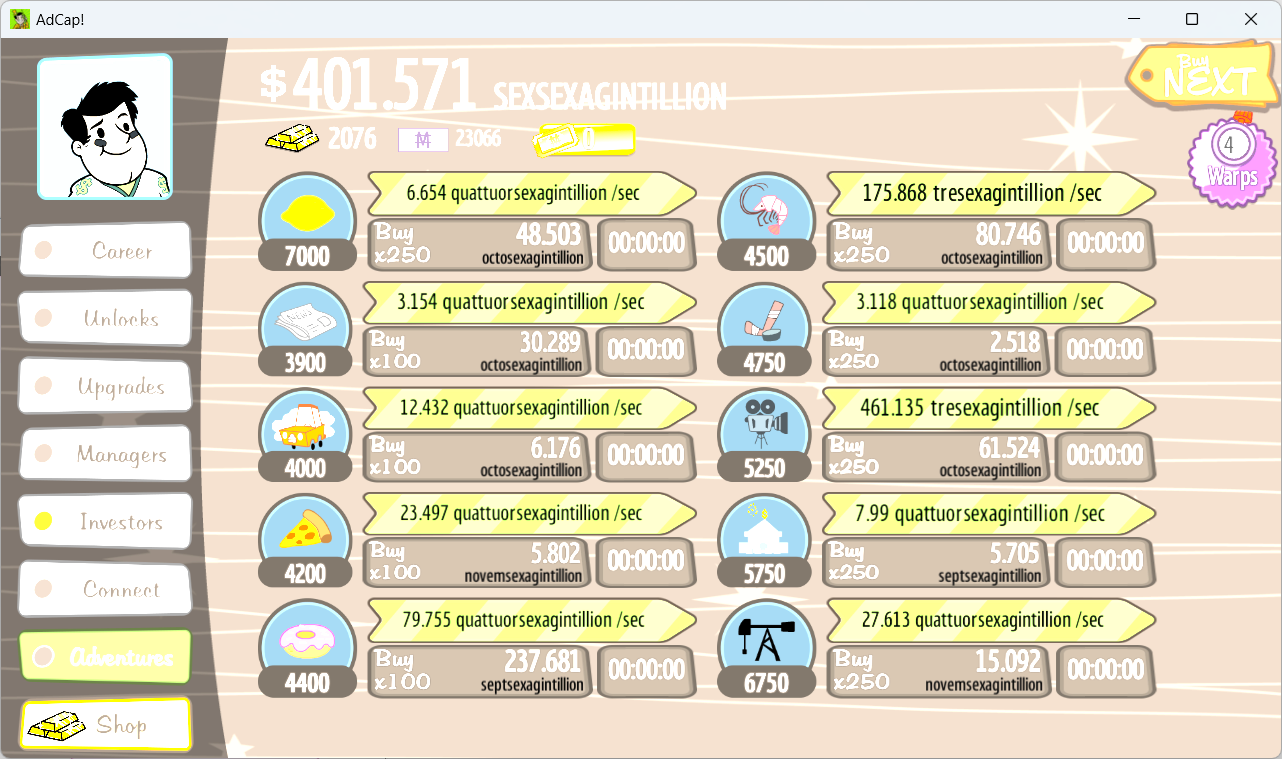 AdCap!
$401.571 SEXSEXAGINTILLION
Buy
NEXT
2076
23066
0
4
Warps
Career
Unlocks
Upgrades
Managers
Investors
Connect
Adventures
Shop
6.654 quattuorsexagintillion /sec
7000
Buy
x250
48.503
octosexagintillion
00:00:00
175.868 tresexagintillion /sec
4500
Buy
x250
80.746
octosexagintillion
00:00:00
3.154 quattuorsexagintillion /sec
3900
Buy
x100
30.289
octosexagintillion
00:00:00
3.118 quattuorsexagintillion /sec
4750
Buy
x250
2.518
octosexagintillion
00:00:00
12.432 quattuorsexagintillion /sec
4000
Buy
x100
6.176
octosexagintillion
00:00:00
461.135 tresexagintillion /sec
5250
Buy
x250
61.524
octosexagintillion
00:00:00
23.497 quattuorsexagintillion /sec
4200
Buy
x100
5.802
novemsexagintillion
00:00:00
7.99 quattuorsexagintillion /sec
5750
Buy
x250
5.705
septsexagintillion
00:00:00
79.755 quattuorsexagintillion /sec
4400
Buy
x100
237.681
septsexagintillion
00:00:00
27.613 quattuorsexagintillion /sec
6750
Buy
x250
15.092
novemsexagintillion
00:00:00